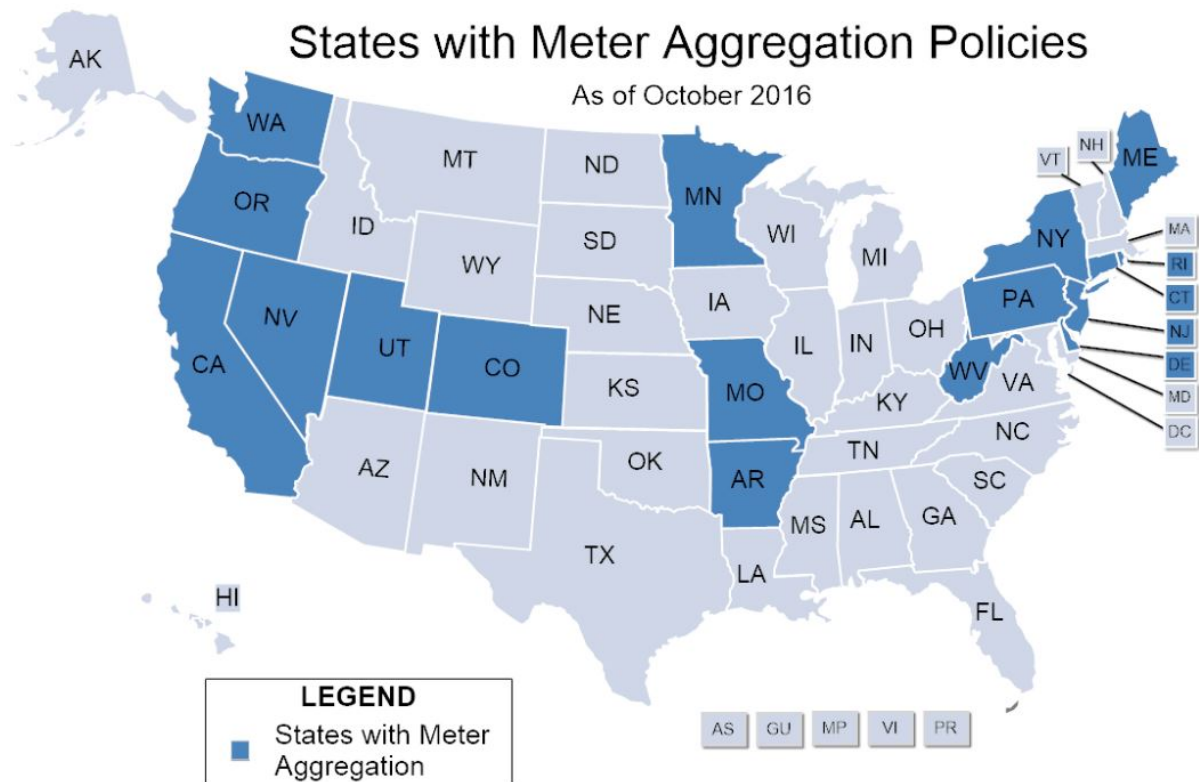 States with Meter Aggregation Policies
As of October 2016
AK
WA
MT
ND
MN
VT
NH
ME
OR
ID
SD
WI
MI
NY
MA
WY
RI
IA
PA
CT
NV
NE
OH
NJ
UT
CO
IL
IN
WV
DE
CA
KS
MO
VA
MD
KY
DC
NC
TN
AZ
NM
OK
AR
SC
MS
AL
GA
TX
LA
HI
FL
LEGEND
States with Meter
Aggregation
AS
GU
MP
VI
PR